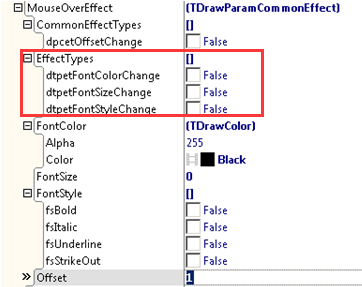 MouseOverEffect (TDrawParamCommonEffect)
CommonEffectTypes []
dpcetOffsetChange False
EffectTypes []
dtpetFontColorChange False
dtpetFontSizeChange False
dtpetFontStyleChange False
FontColor (TDrawColor)
Alpha 255
Color Black
FontSize 0
FontStyle []
fsBold False
fsItalic False
fsUnderline False
fsStrikeOut False
» Offset 1